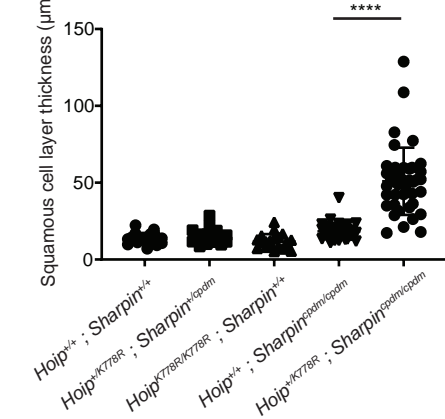 ****
Squamous cell layer thickness (μm
150
100
50
0
Hoip+/+ ; Sharpin+/+
Hoip+/K778R ; Sharpin+/cpdm
HoipK778R/K778R ; Sharpin+/+
Hoip+/+ ; Sharpincpdm/cpdm
Hoip+/K778R ; Sharpincpdm/cpdm